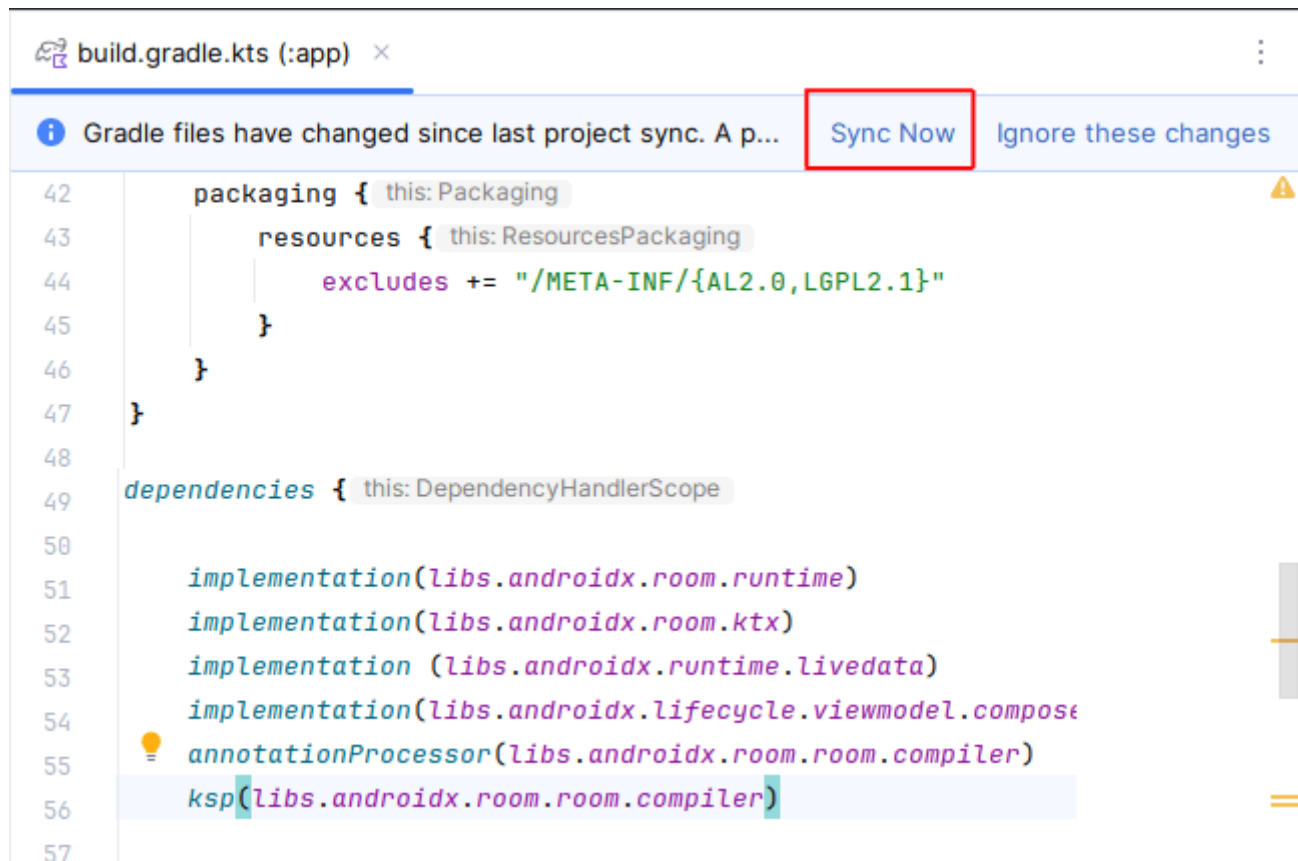 build.gradle.kts (:app)
Gradle files have changed since last project sync. A p... Sync Now Ignore these changes
42 packaging { this: Packaging
43 resources { this: ResourcesPackaging
44 excludes += "/META-INF/{AL2.0,LGPL2.1}"
45 }
46 }
47 }
48
49 dependencies { this: DependencyHandlerScope
50
51 implementation(libs.androidx.room.runtime)
52 implementation(libs.androidx.room.ktx)
53 implementation (libs.androidx.runtime.livedata)
54 implementation(libs.androidx.lifecycle.viewmodel.compose
55 annotationProcessor(libs.androidx.room.room.compiler)
56 ksp(libs.androidx.room.room.compiler)
57